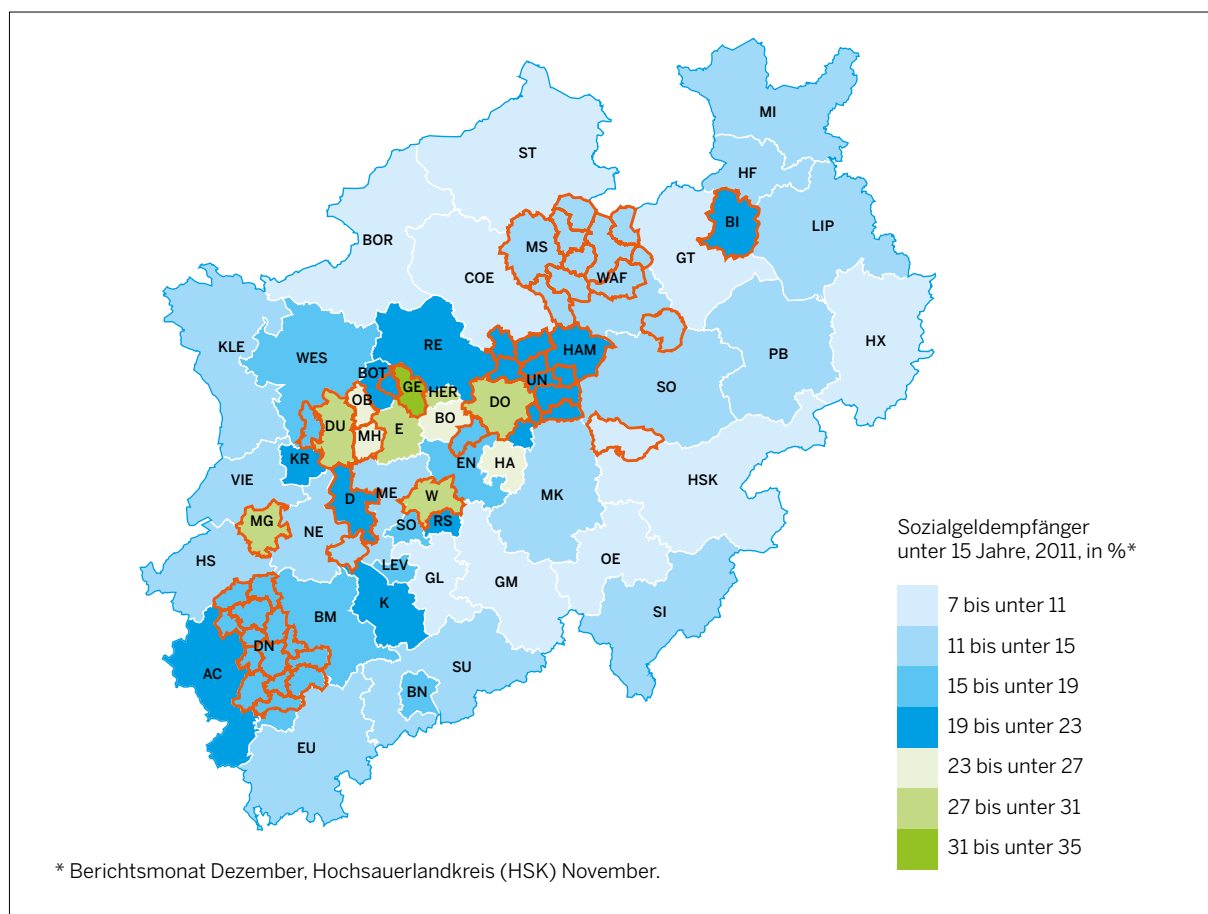 MI
ST
HF
BI
LIP
BOR
MS
GT
COE
WAF
HX
KLE
RE
WES
HAM
PB
BOT
UN
SO
GE
HER
OB
DO
BO
DU
E
MH
EN
HA
KR
HSK
VIE
ME
D
W
MK
MG
SO
RS
NE
OE
HS
LEV
GL
GM
K
BM
SI
DN
AC
SU
BN
EU
Sozialgeldempfänger
unter 15 Jahre, 2011, in %*
7 bis unter 11
11 bis unter 15
15 bis unter 19
19 bis unter 23
23 bis unter 27
27 bis unter 31
31 bis unter 35
* Berichtsmonat Dezember, Hochsauerlandkreis (HSK) November.